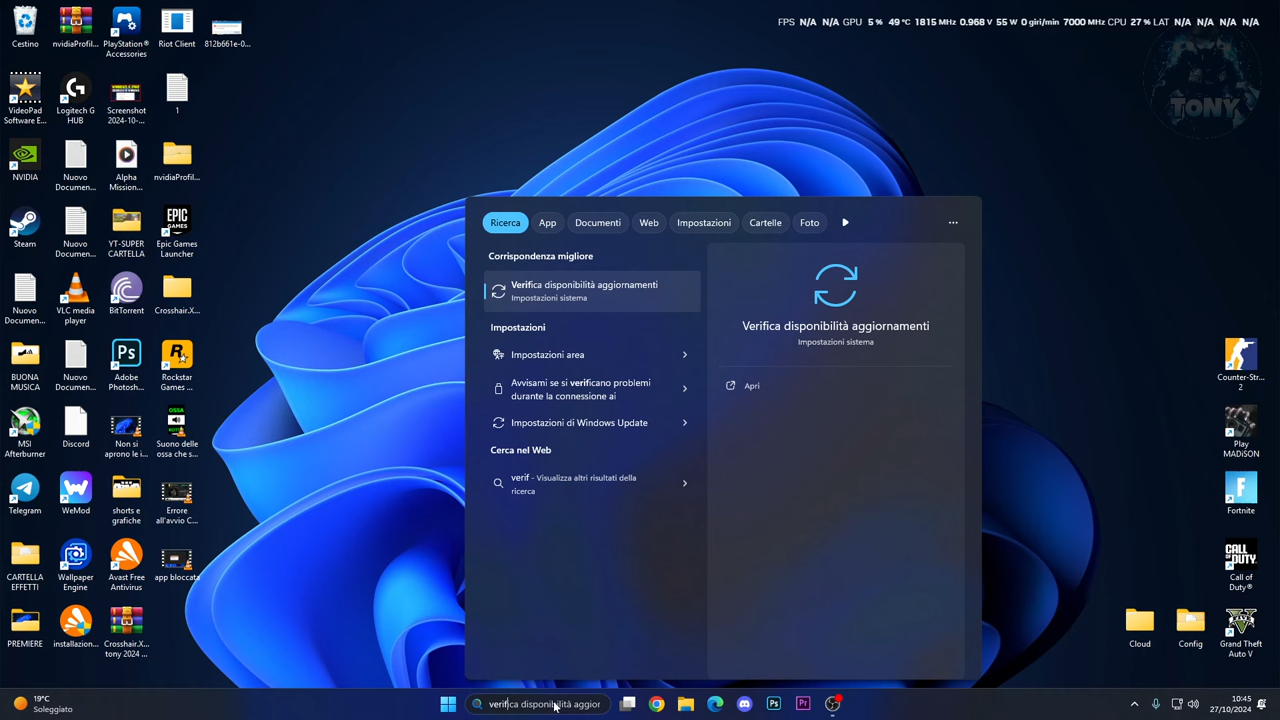 FPS N/A N/A GPU 5 % 49 °C 1815 MHz 0.968 V 55 W 0 giri/min 7000 MHz CPU 27 % LAT N/A N/A N/A N/A
TONY
Cestino
nvidiaProfil...
PlayStation®
Accessories
Riot Client
812b661e-0...
VideoPad
Software E...
Logitech G
HUB
Screenshot
2024-10-...
1
NVIDIA
Nuovo
Documen...
Alpha
Mission...
nvidiaProfil...
Steam
Nuovo
Documen...
YT-SUPER
CARTELLA
EPIC
GAMES
Epic Games
Launcher
Nuovo
Documen...
VLC media
player
BitTorrent
Crosshair.X...
BUONA
MUSICA
Nuovo
Documen...
Ps
Adobe
Photosh...
Rockstar
Games ...
MSI
Afterburner
Discord
Non si
aprono le i...
OSSA
ROTTE
Suono delle
ossa che s...
Telegram
WeMod
shorts e
grafiche
Errore
all'avvio C...
CARTELLA
EFFETTI
Wallpaper
Engine
Avast Free
Antivirus
app bloccata
PREMIERE
installazion...
Crosshair.X...
tony 2024 ...
Ricerca App Documenti Web Impostazioni Cartelle Foto
Corrispondenza migliore
Verifica disponibilità aggiornamenti
Impostazioni sistema
Impostazioni
Impostazioni area
Avvisami se si verificano problemi
durante la connessione ai
Impostazioni di Windows Update
Cerca nel Web
verif - Visualizza altri risultati della
ricerca
Verifica disponibilità aggiornamenti
Impostazioni sistema
Apri
Counter-Str...
2
Play
MADiSON
Fortnite
CALL OF
DUTY
Call of
Duty®
Cloud
Config
Grand Theft
Auto V
19°C
Soleggiato
verifica disponibilità aggior
Ps
Pr
10:45
27/10/2024